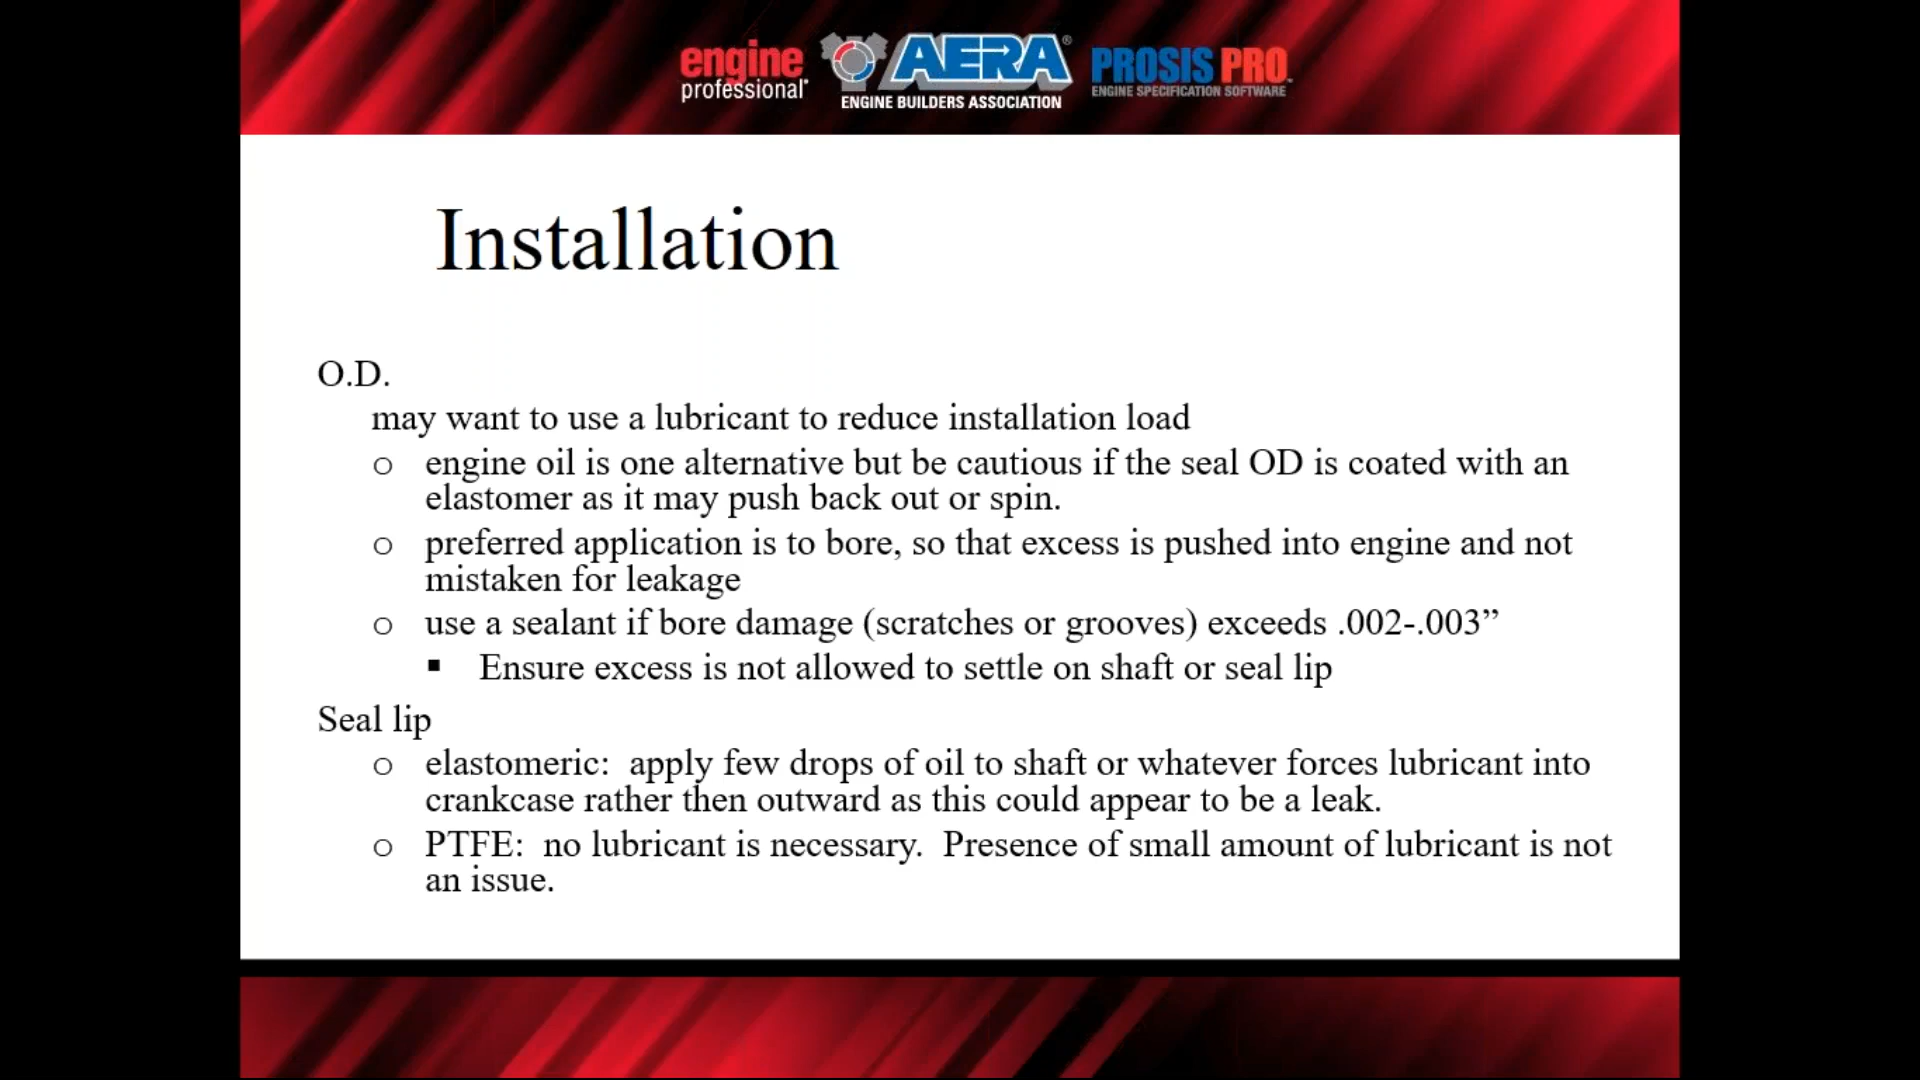 engine
professional®
AERA®
ENGINE BUILDERS ASSOCIATION
PROSIS PRO™
ENGINE SPECIFICATION SOFTWARE
Installation
O.D.
may want to use a lubricant to reduce installation load
o engine oil is one alternative but be cautious if the seal OD is coated with an
elastomer as it may push back out or spin.
o preferred application is to bore, so that excess is pushed into engine and not
mistaken for leakage
o use a sealant if bore damage (scratches or grooves) exceeds .002-.003”
▪ Ensure excess is not allowed to settle on shaft or seal lip
Seal lip
o elastomeric:  apply few drops of oil to shaft or whatever forces lubricant into
crankcase rather then outward as this could appear to be a leak.
o PTFE:  no lubricant is necessary.  Presence of small amount of lubricant is not
an issue.